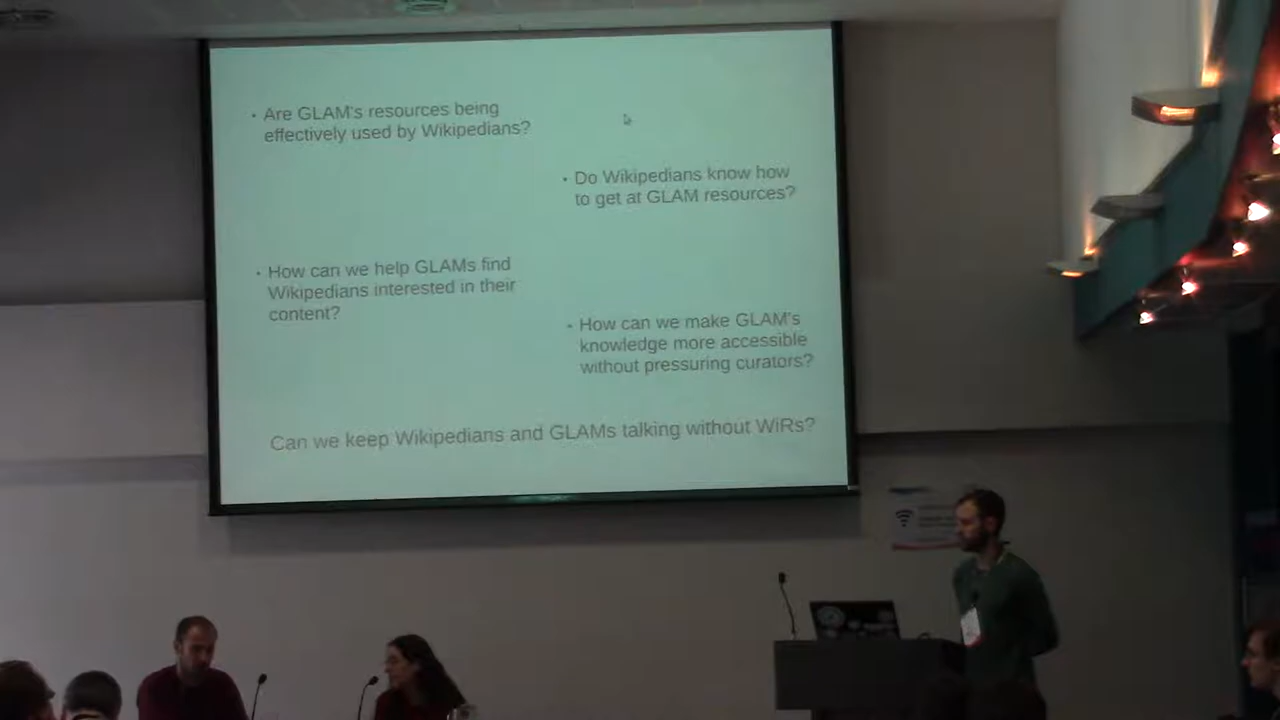 • Are GLAM's resources being
effectively used by Wikipedians?
• Do Wikipedians know how
to get at GLAM resources?
• How can we help GLAMs find
Wikipedians interested in their
content?
• How can we make GLAM's
knowledge more accessible
without pressuring curators?
Can we keep Wikipedians and GLAMs talking without WiRs?